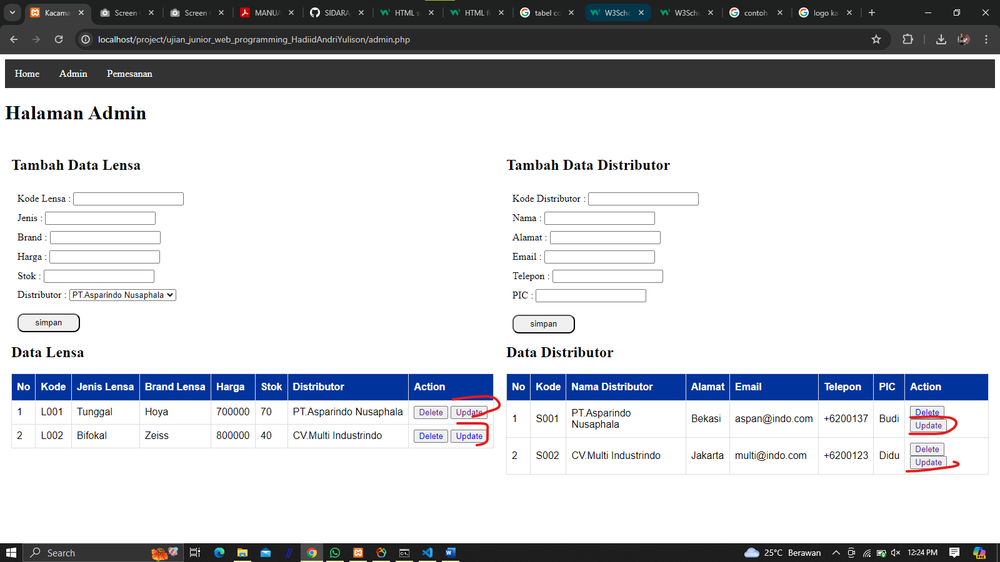 Kacama
Screen
Screen
MANUA
SIDARA
HTML s
HTML fo
tabel co
W3Scho
W3Scho
contoh
logo ka
localhost/project/ujian_junior_web_programming_HadiidAndriYulison/admin.php
Home Admin Pemesanan
Halaman Admin
Tambah Data Lensa
Kode Lensa :
Jenis :
Brand :
Harga :
Stok :
Distributor : PT.Asparindo Nusaphala
simpan
Tambah Data Distributor
Kode Distributor :
Nama :
Alamat :
Email :
Telepon :
PIC :
simpan
Data Lensa
No Kode Jenis Lensa Brand Lensa Harga Stok Distributor Action
1 L001 Tunggal Hoya 700000 70 PT.Asparindo Nusaphala Delete Update
2 L002 Bifokal Zeiss 800000 40 CV.Multi Industrindo Delete Update
Data Distributor
No Kode Nama Distributor Alamat Email Telepon PIC Action
1 S001 PT.Asparindo Nusaphala Bekasi aspan@indo.com +6200137 Budi Delete Update
2 S002 CV.Multi Industrindo Jakarta multi@indo.com +6200123 Didu Delete Update
Search
25°C Berawan
12:24 PM
PRE